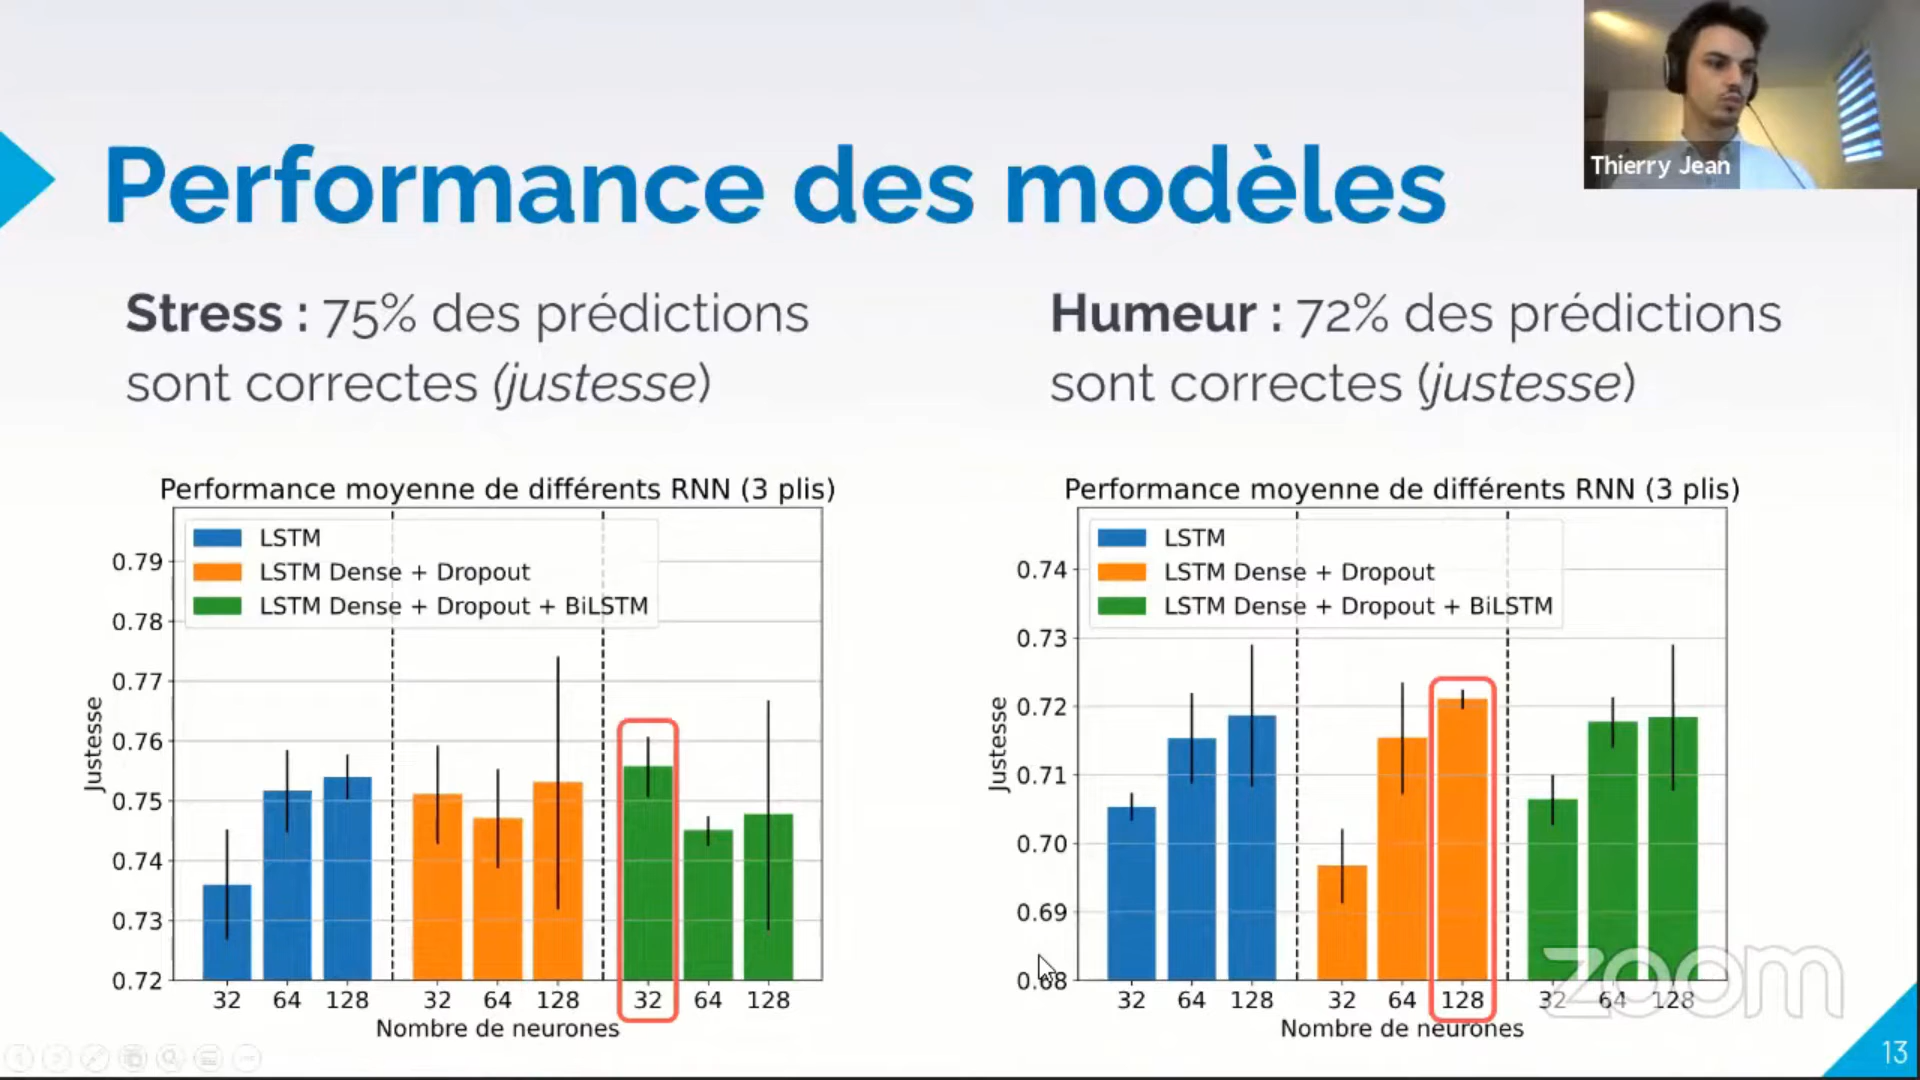 Thierry Jean
Performance des modèles
Stress : 75% des prédictions
sont correctes (justesse)
Humeur : 72% des prédictions
sont correctes (justesse)
Performance moyenne de différents RNN (3 plis)
LSTM
LSTM Dense + Dropout
LSTM Dense + Dropout + BiLSTM
Justesse
0.79
0.78
0.77
0.76
0.75
0.74
0.73
0.72
32 64 128 32 64 128 32 64 128
Nombre de neurones
Performance moyenne de différents RNN (3 plis)
LSTM
LSTM Dense + Dropout
LSTM Dense + Dropout + BiLSTM
Justesse
0.74
0.73
0.72
0.71
0.70
0.69
0.68
32 64 128 32 64 128 32 64 128
Nombre de neurones
zoom
13